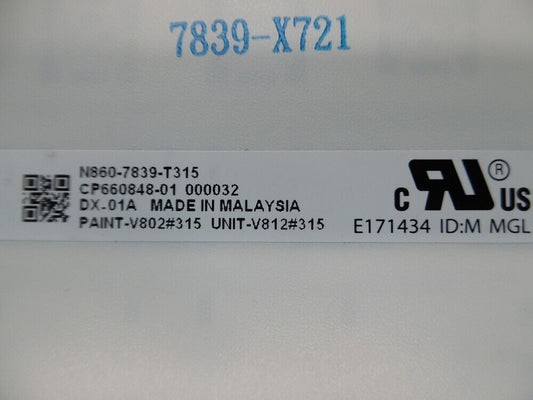 7839-X721
N860-7839-T315
CP660848-01 000032
DX-01A MADE IN MALAYSIA
PAINT-V802#315 UNIT-V812#315
C RU ® US
E171434 ID:M MGL